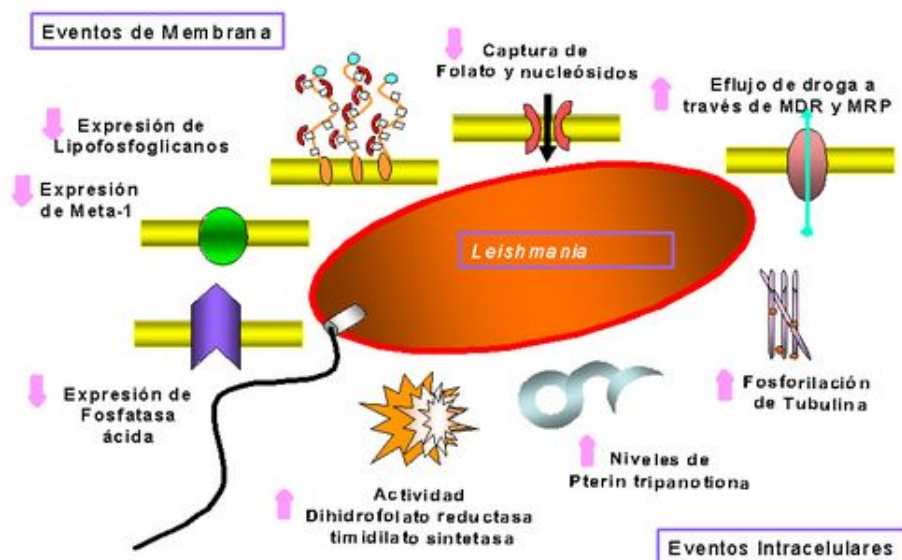 Eventos de Membrana
Captura de
Folato y nucleósidos
Eflujo de droga a
través de MDR y MRP
Expresión de
Lipofosfoglicanos
Expresión
de Meta-1
Leishmania
Expresión de
Fosfatasa
ácida
Fosforilación
de Tubulina
Niveles de
Pterin tripanotiona
Actividad
Dihidrofolato reductasa
timidilato sintetasa
Eventos Intracelulares